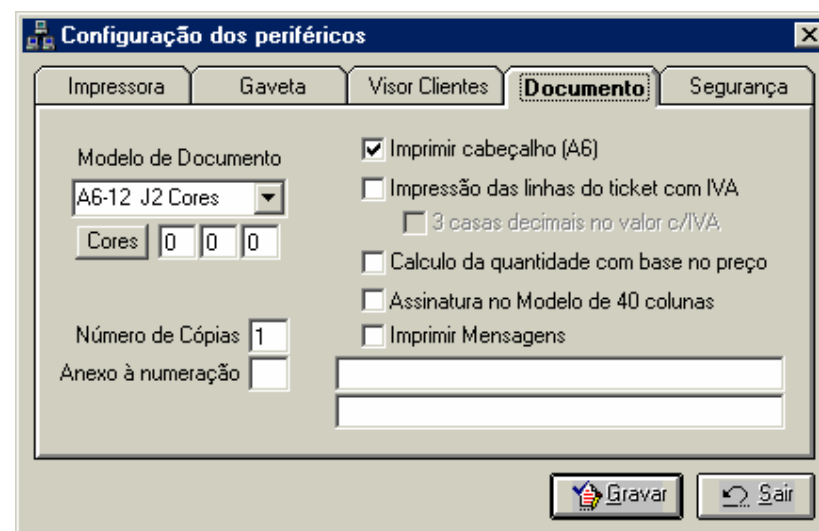 Configuração dos periféricos
Impressora Gaveta Visor Clientes Documento Segurança
Modelo de Documento
A6-12 J2 Cores
Cores 0 0 0
Número de Cópias 1
Anexo à numeração
Imprimir cabeçalho (A6)
Impressão das linhas do ticket com IVA
3 casas decimais no valor c/IVA
Calculo da quantidade com base no preço
Assinatura no Modelo de 40 colunas
Imprimir Mensagens
Gravar Sair